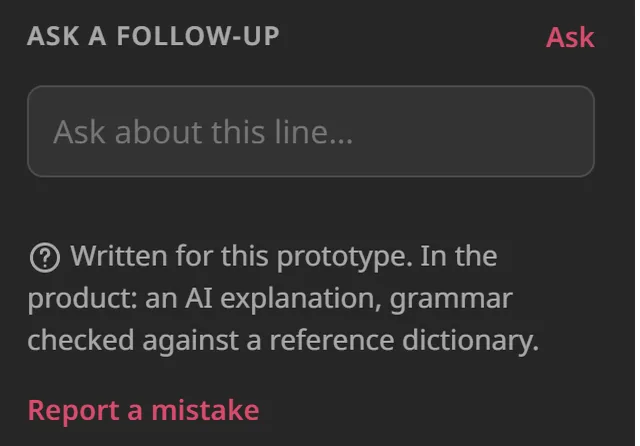 ASK A FOLLOW-UP
Ask
Ask about this line...
Written for this prototype. In the
product: an AI explanation, grammar
checked against a reference dictionary.
Report a mistake